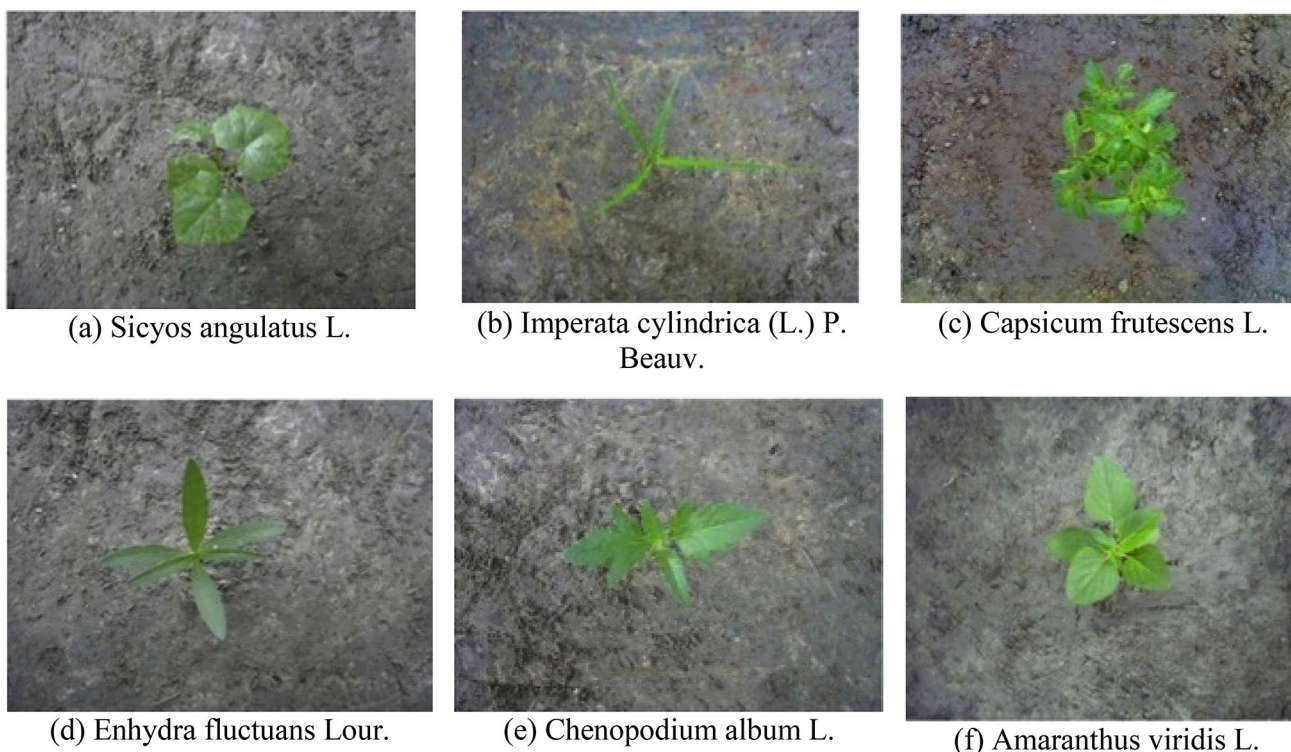 (a) Sicyos angulatus L.
(b) Imperata cylindrica (L.) P.
Beauv.
(c) Capsicum frutescens L.
(d) Enhydra fluctuans Lour.
(e) Chenopodium album L.
(f) Amaranthus viridis L.